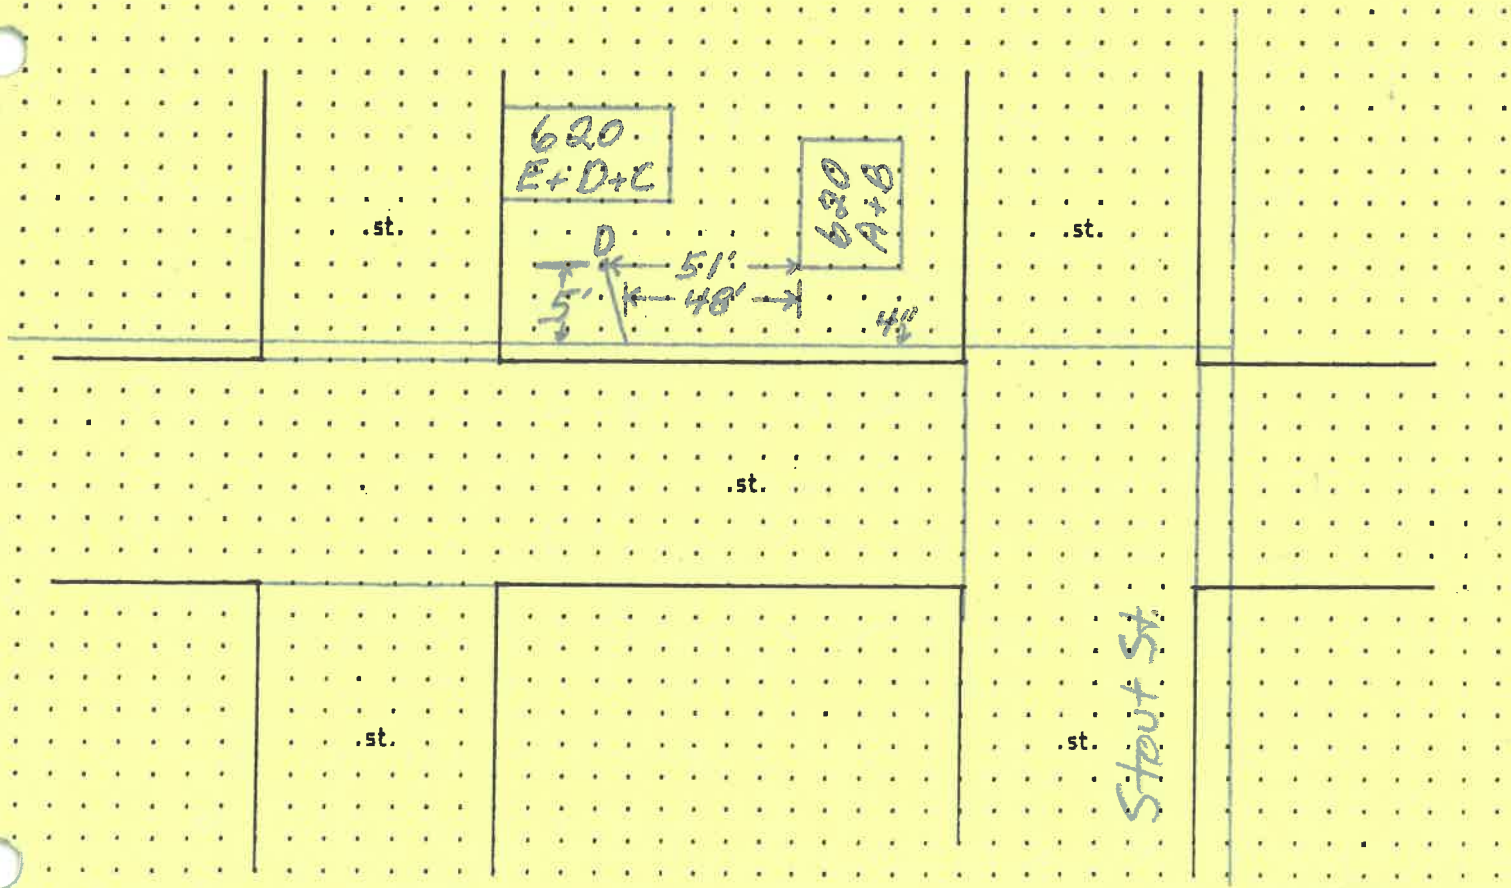 620
E+D+C
620
A+B
.st.
.st.
D
51'
5'
48'
4"
.st.
Stout St.
.st.
.st.